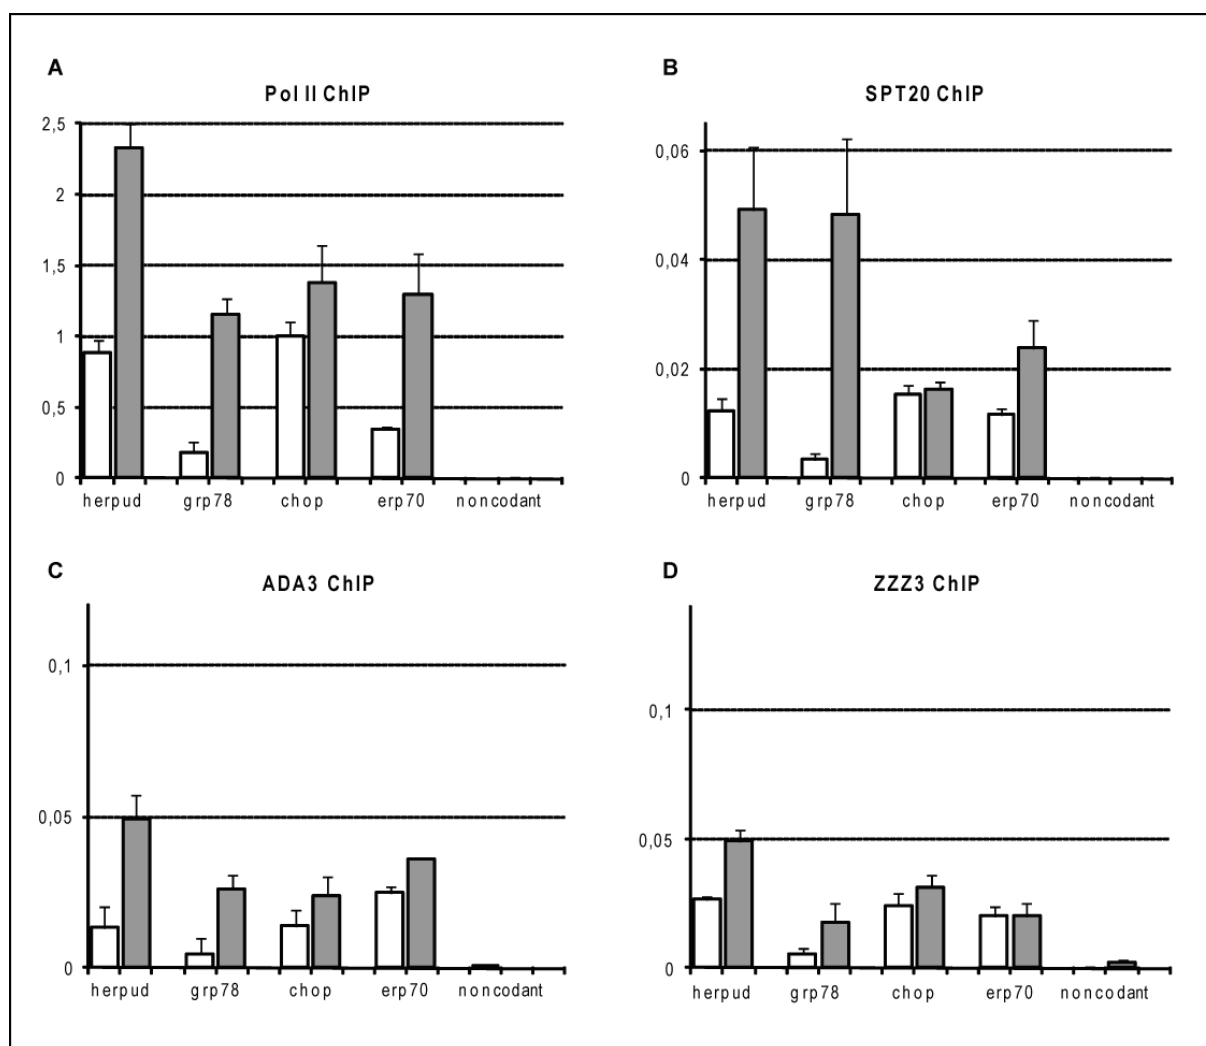 A
Pol II ChIP
2,5
2
1,5
1
0,5
0
herpud grp78 chop erp70 noncodant
B
SPT20 ChIP
0,06
0,04
0,02
0
herpud grp78 chop erp70 noncodant
C
ADA3 ChIP
0,1
0,05
0
herpud grp78 chop erp70 noncodant
D
ZZZ3 ChIP
0,1
0,05
0
herpud grp78 chop erp70 noncodant